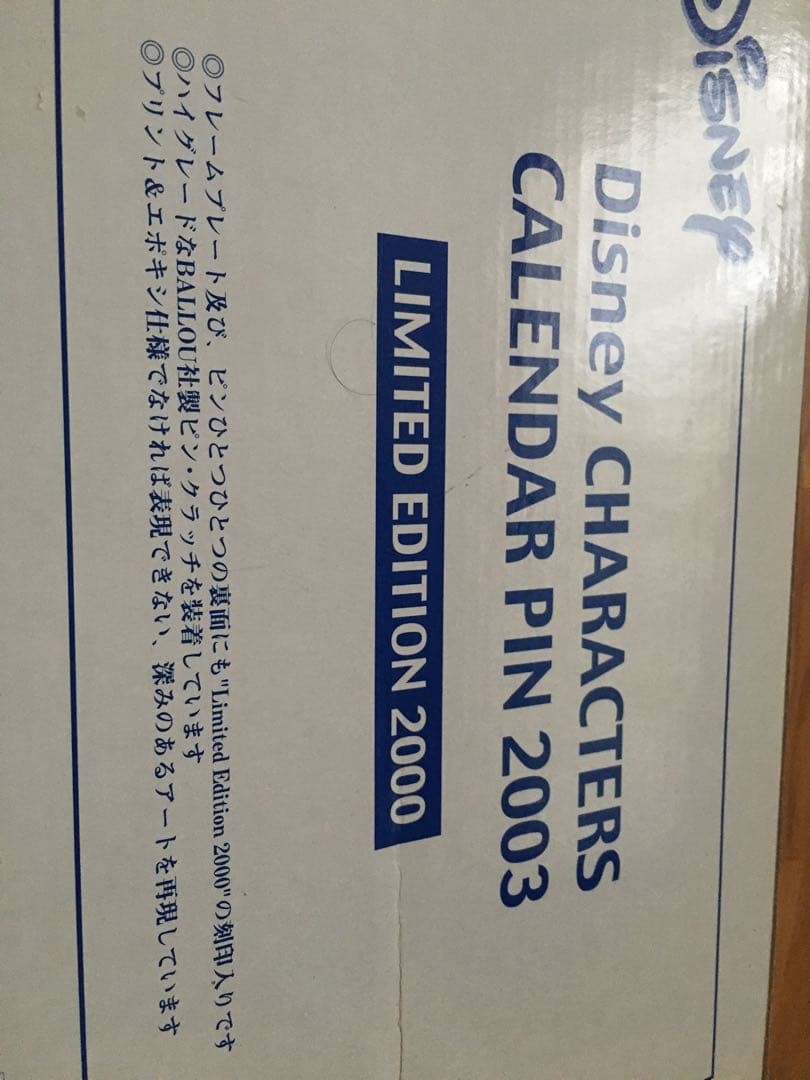 Disney
Disney CHARACTERS
CALENDAR PIN 2003
LIMITED EDITION 2000
◎フレームプレート及び、ピンひとつひとつの裏面にも"Limited Edition 2000"の刻印入りです
◎ハイグレードなBALLOU社製ピン・クラッチを装着しています
◎プリント&エポキシ仕様でなければ表現できない、深みのあるアートを再現しています